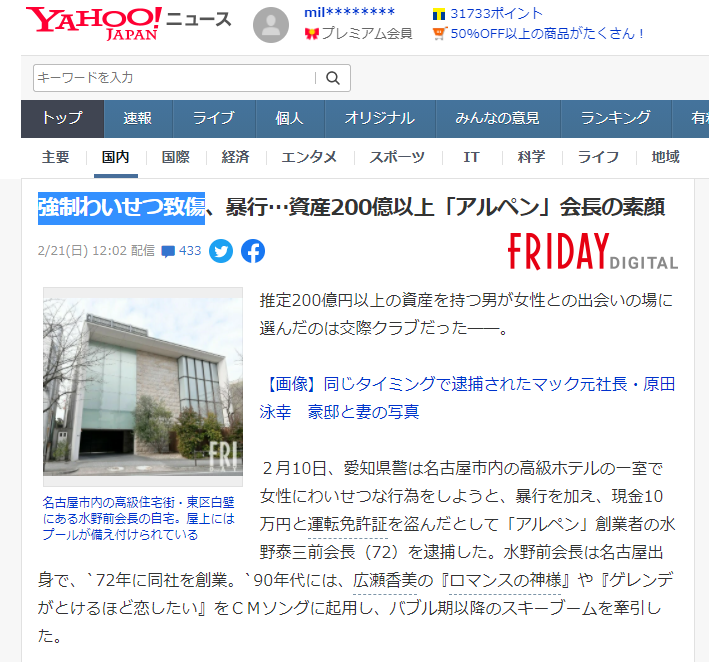 YAHOO! JAPAN ニュース
mil********
31733ポイント
プレミアム会員
50%OFF以上の商品がたくさん!
キーワードを入力
トップ 速報 ライブ 個人 オリジナル みんなの意見 ランキング 有料
主要 国内 国際 経済 エンタメ スポーツ IT 科学 ライフ 地域
強制わいせつ致傷、暴行…資産200億以上「アルペン」会長の素顔
2/21(日) 12:02 配信 433
FRIDAY DIGITAL
FRI
名古屋市内の高級住宅街・東区白壁
にある水野前会長の自宅。屋上には
プールが備え付けられている
推定200億円以上の資産を持つ男が女性との出会いの場に
選んだのは交際クラブだった――。
【画像】同じタイミングで逮捕されたマック元社長・原田
泳幸 豪邸と妻の写真
２月10日、愛知県警は名古屋市内の高級ホテルの一室で
女性にわいせつな行為をしようと、暴行を加え、現金10
万円と運転免許証を盗んだとして「アルペン」創業者の水
野泰三前会長（72）を逮捕した。水野前会長は名古屋出
身で、`72年に同社を創業。`90年代には、広瀬香美の『ロマンスの神様』や『ゲレンデ
がとけるほど恋したい』をＣＭソングに起用し、バブル期以降のスキーブームを牽引し
た。